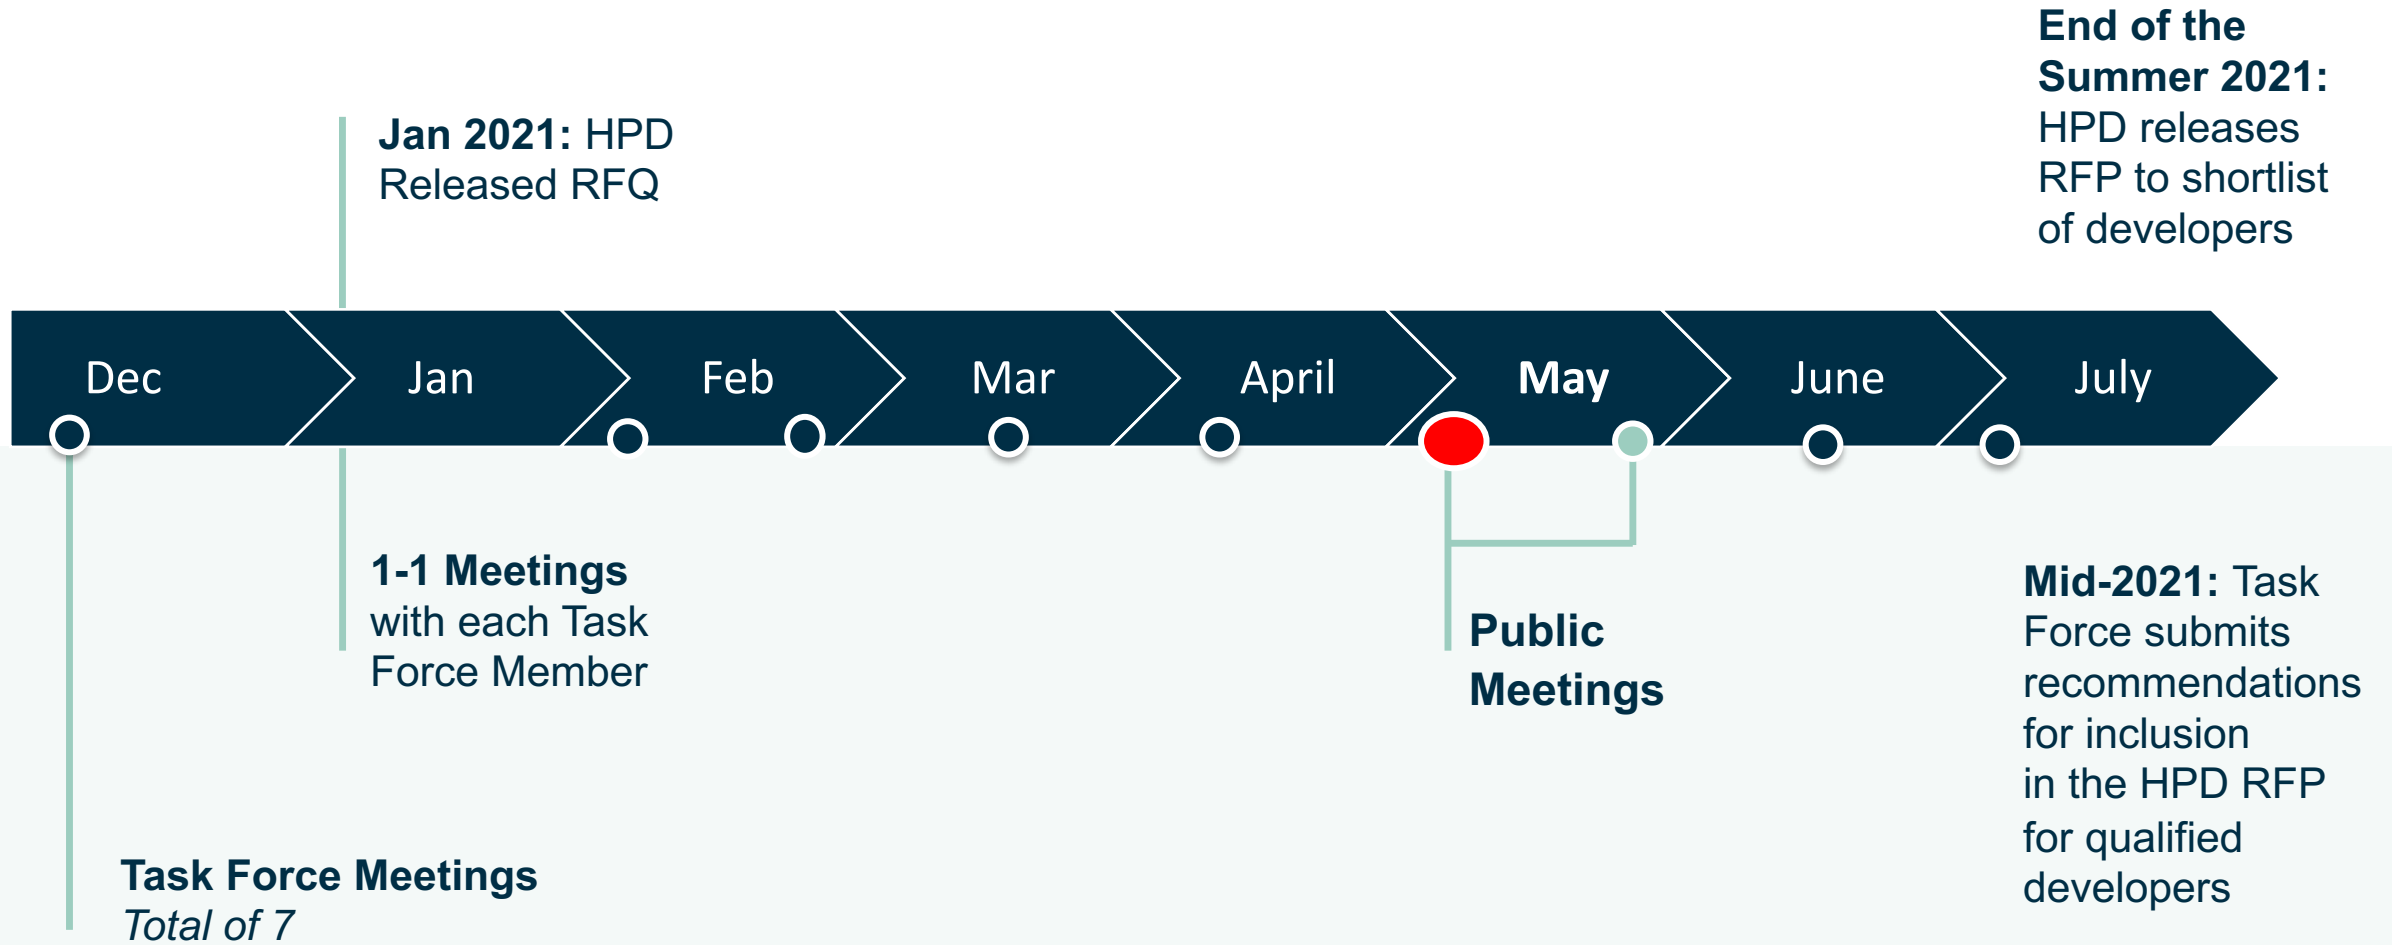 End of the
Summer 2021:
HPD releases
RFP to shortlist
of developers
Jan 2021: HPD
Released RFQ
Dec
Jan
Feb
Mar
April
May
June
July
1-1 Meetings
with each Task
Force Member
Public
Meetings
Mid-2021: Task
Force submits
recommendations
for inclusion
in the HPD RFP
for qualified
developers
Task Force Meetings
Total of 7